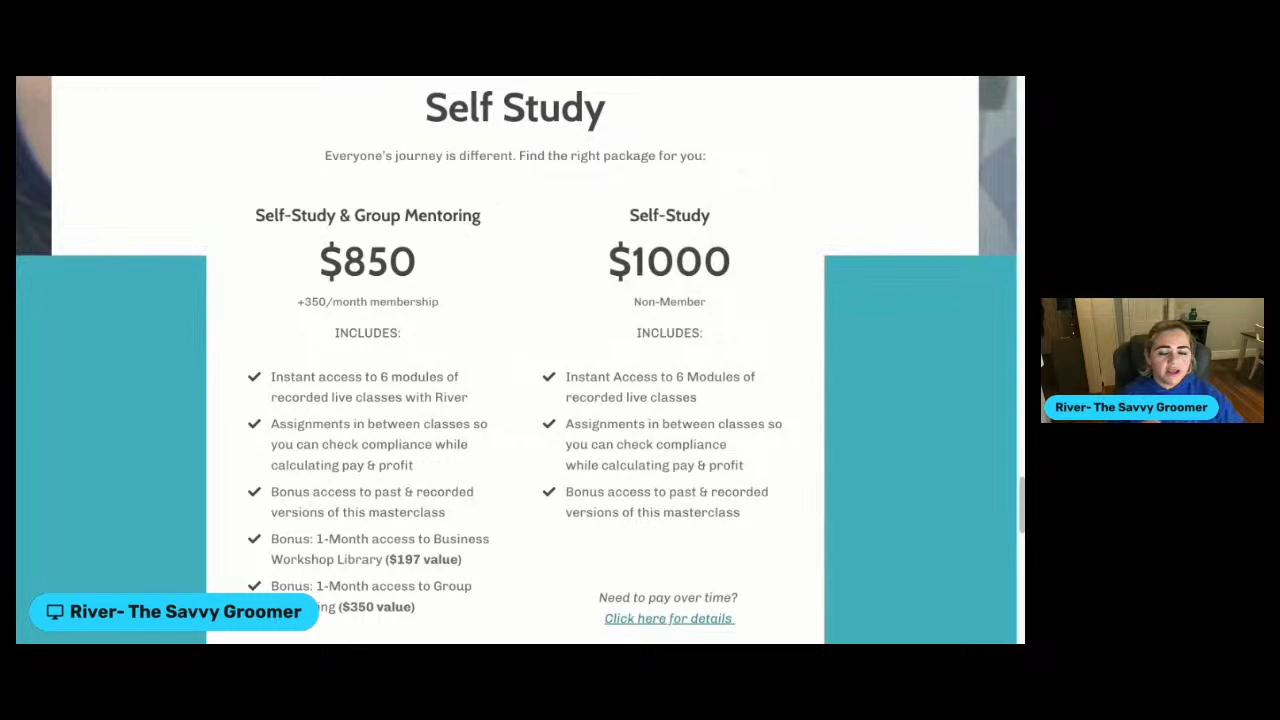 Self Study
Everyone's journey is different. Find the right package for you:
Self-Study & Group Mentoring
$850
+350/month membership
INCLUDES:
Instant access to 6 modules of
recorded live classes with River
Assignments in between classes so
you can check compliance while
calculating pay & profit
Bonus access to past & recorded
versions of this masterclass
Bonus: 1-Month access to Business
Workshop Library ($197 value)
Bonus: 1-Month access to Group
ing ($350 value)
Self-Study
$1000
Non-Member
INCLUDES:
Instant Access to 6 Modules of
recorded live classes
Assignments in between classes so
you can check compliance
while calculating pay & profit
Bonus access to past & recorded
versions of this masterclass
Need to pay over time?
Click here for details
River- The Savvy Groomer
River- The Savvy Groomer